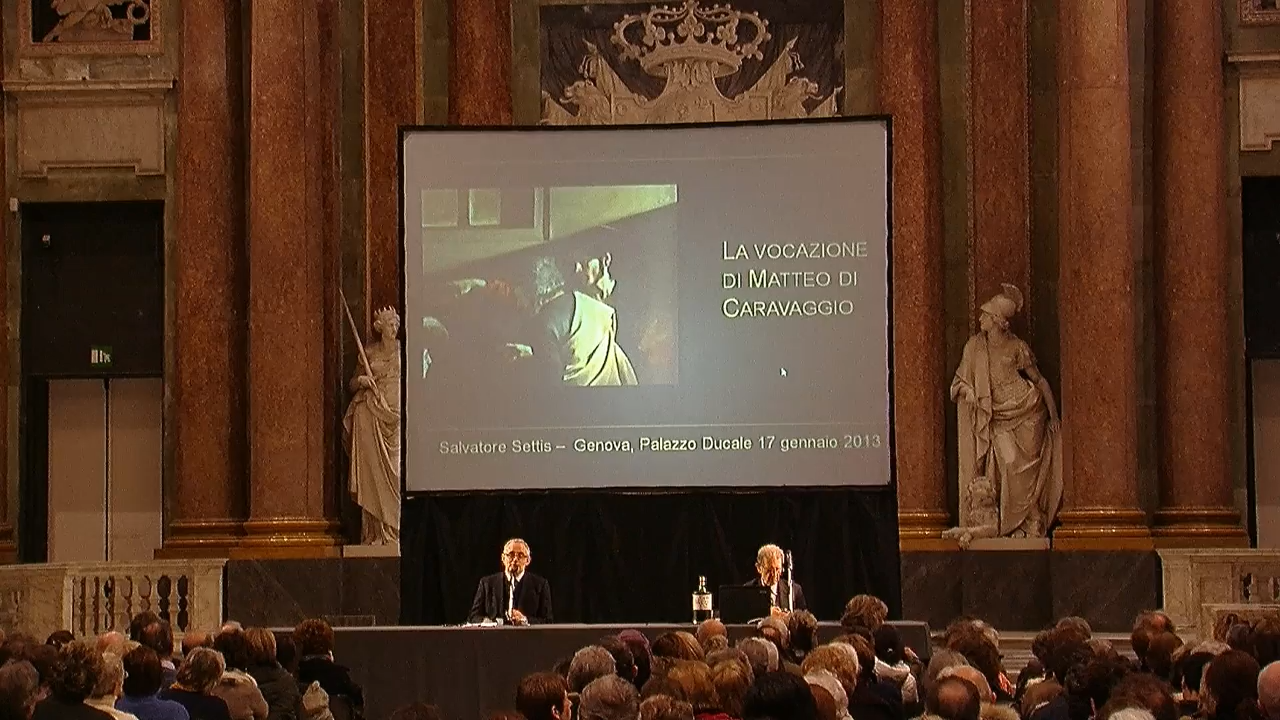 LA VOCAZIONE
DI MATTEO DI
CARAVAGGIO
Salvatore Settis – Genova, Palazzo Ducale 17 gennaio 2013